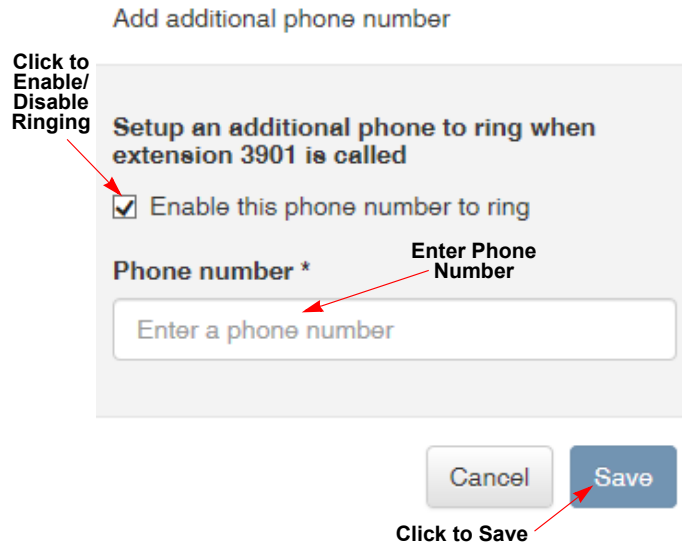 Add additional phone number
Click to
Enable/
Disable
Ringing
Setup an additional phone to ring when
extension 3901 is called
Enable this phone number to ring
Enter Phone
Number
Phone number *
Enter a phone number
Cancel
Save
Click to Save